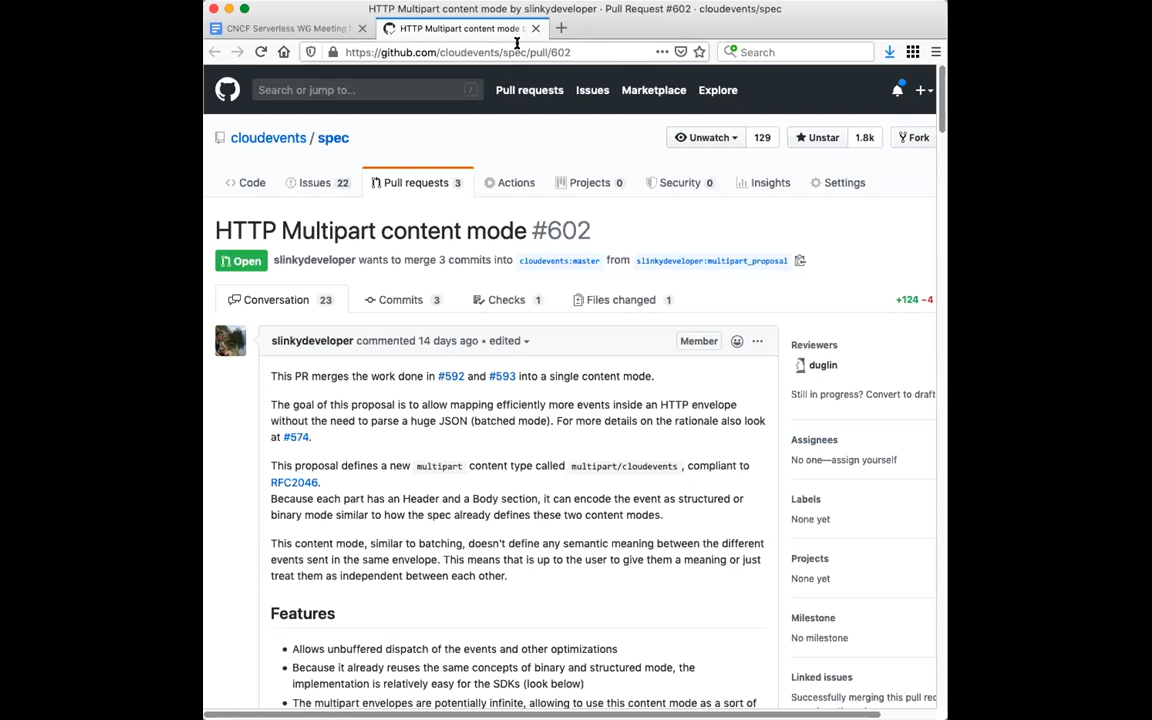 HTTP Multipart content mode by slinkydeveloper · Pull Request #602 · cloudevents/spec
CNCF Serverless WG Meeting
HTTP Multipart content mode
https://github.com/cloudevents/spec/pull/602
Search
Search or jump to...
/
Pull requests
Issues
Marketplace
Explore
cloudevents / spec
Unwatch
129
Unstar
1.8k
Fork
Code
Issues 22
Pull requests 3
Actions
Projects 0
Security 0
Insights
Settings
HTTP Multipart content mode #602
Open
slinkydeveloper wants to merge 3 commits into cloudevents:master from slinkydeveloper:multipart_proposal
Conversation 23
Commits 3
Checks 1
Files changed 1
+124 −4
slinkydeveloper commented 14 days ago • edited
Member
This PR merges the work done in #592 and #593 into a single content mode.
The goal of this proposal is to allow mapping efficiently more events inside an HTTP envelope
without the need to parse a huge JSON (batched mode). For more details on the rationale also look
at #574.
This proposal defines a new multipart content type called multipart/cloudevents, compliant to
RFC2046.
Because each part has an Header and a Body section, it can encode the event as structured or
binary mode similar to how the spec already defines these two content modes.
This content mode, similar to batching, doesn't define any semantic meaning between the different
events sent in the same envelope. This means that is up to the user to give them a meaning or just
treat them as independent between each other.
Features
• Allows unbuffered dispatch of the events and other optimizations
• Because it already reuses the same concepts of binary and structured mode, the
implementation is relatively easy for the SDKs (look below)
• The multipart envelopes are potentially infinite, allowing to use this content mode as a sort of
Reviewers
duglin
Still in progress? Convert to draft
Assignees
No one—assign yourself
Labels
None yet
Projects
None yet
Milestone
No milestone
Linked issues
Successfully merging this pull req